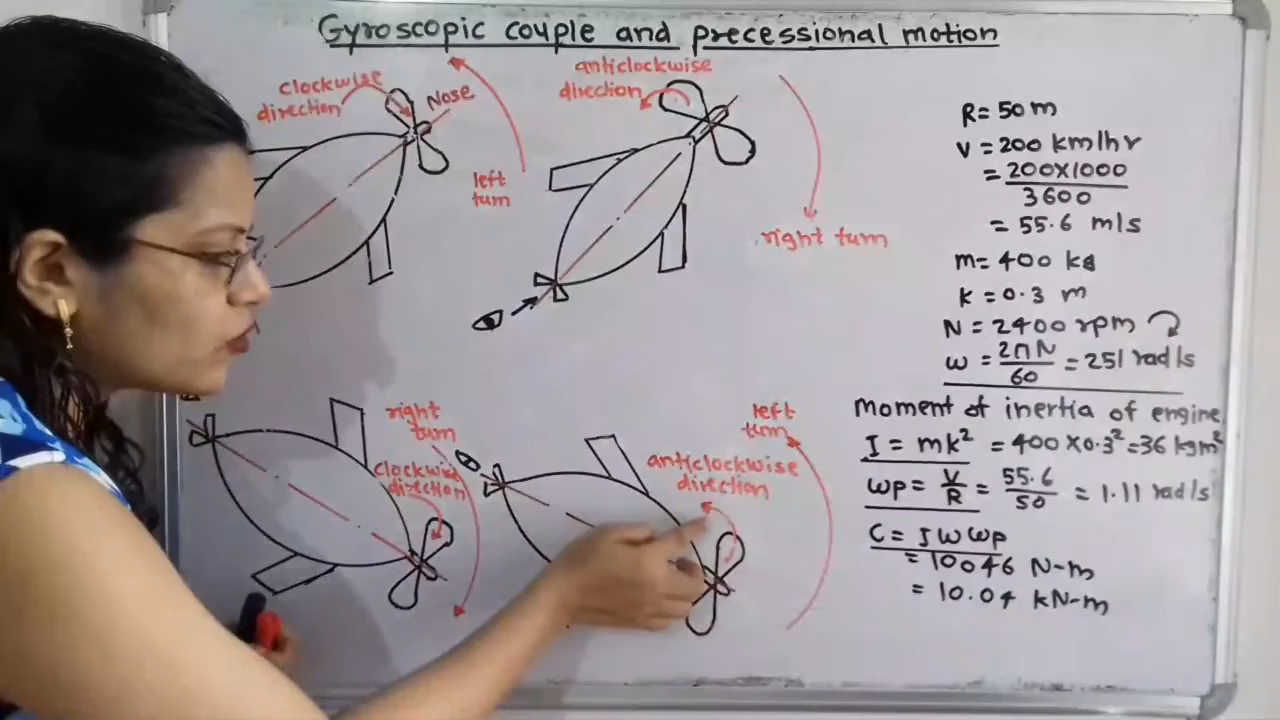 Gyroscopic couple and precessional motion
clockwise
direction
Nose
left
turn
anticlockwise
direction
right turn
right
turn
clockwise
direction
anticlockwise
direction
left
turn
R = 50 m
V = 200 km/hr
= 200X1000
3600
= 55.6 m/s
m = 400 kg
k = 0.3 m
N = 2400 rpm
ω = 2πN = 251 rad/s
60
Moment of inertia of engine
I = mk² = 400 X 0.3² = 36 kgm²
ωp = V = 55.6 = 1.11 rad/s
R 50
C = I ω ωp
= 10046 N-m
= 10.04 kN-m